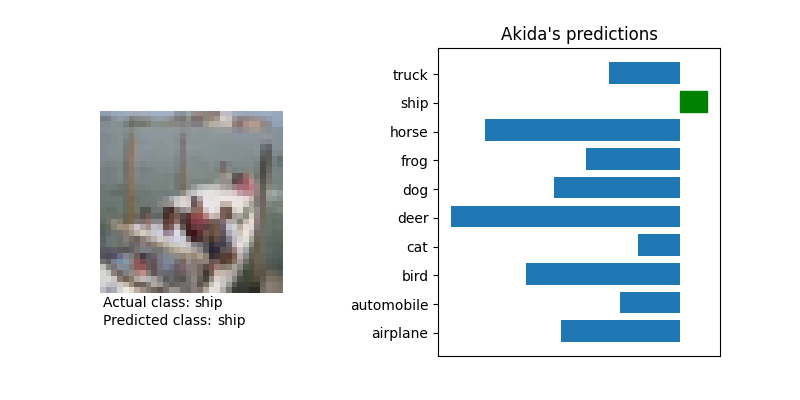 Akida's predictions
truck
ship
horse
frog
dog
deer
cat
bird
automobile
airplane
Actual class: ship
Predicted class: ship